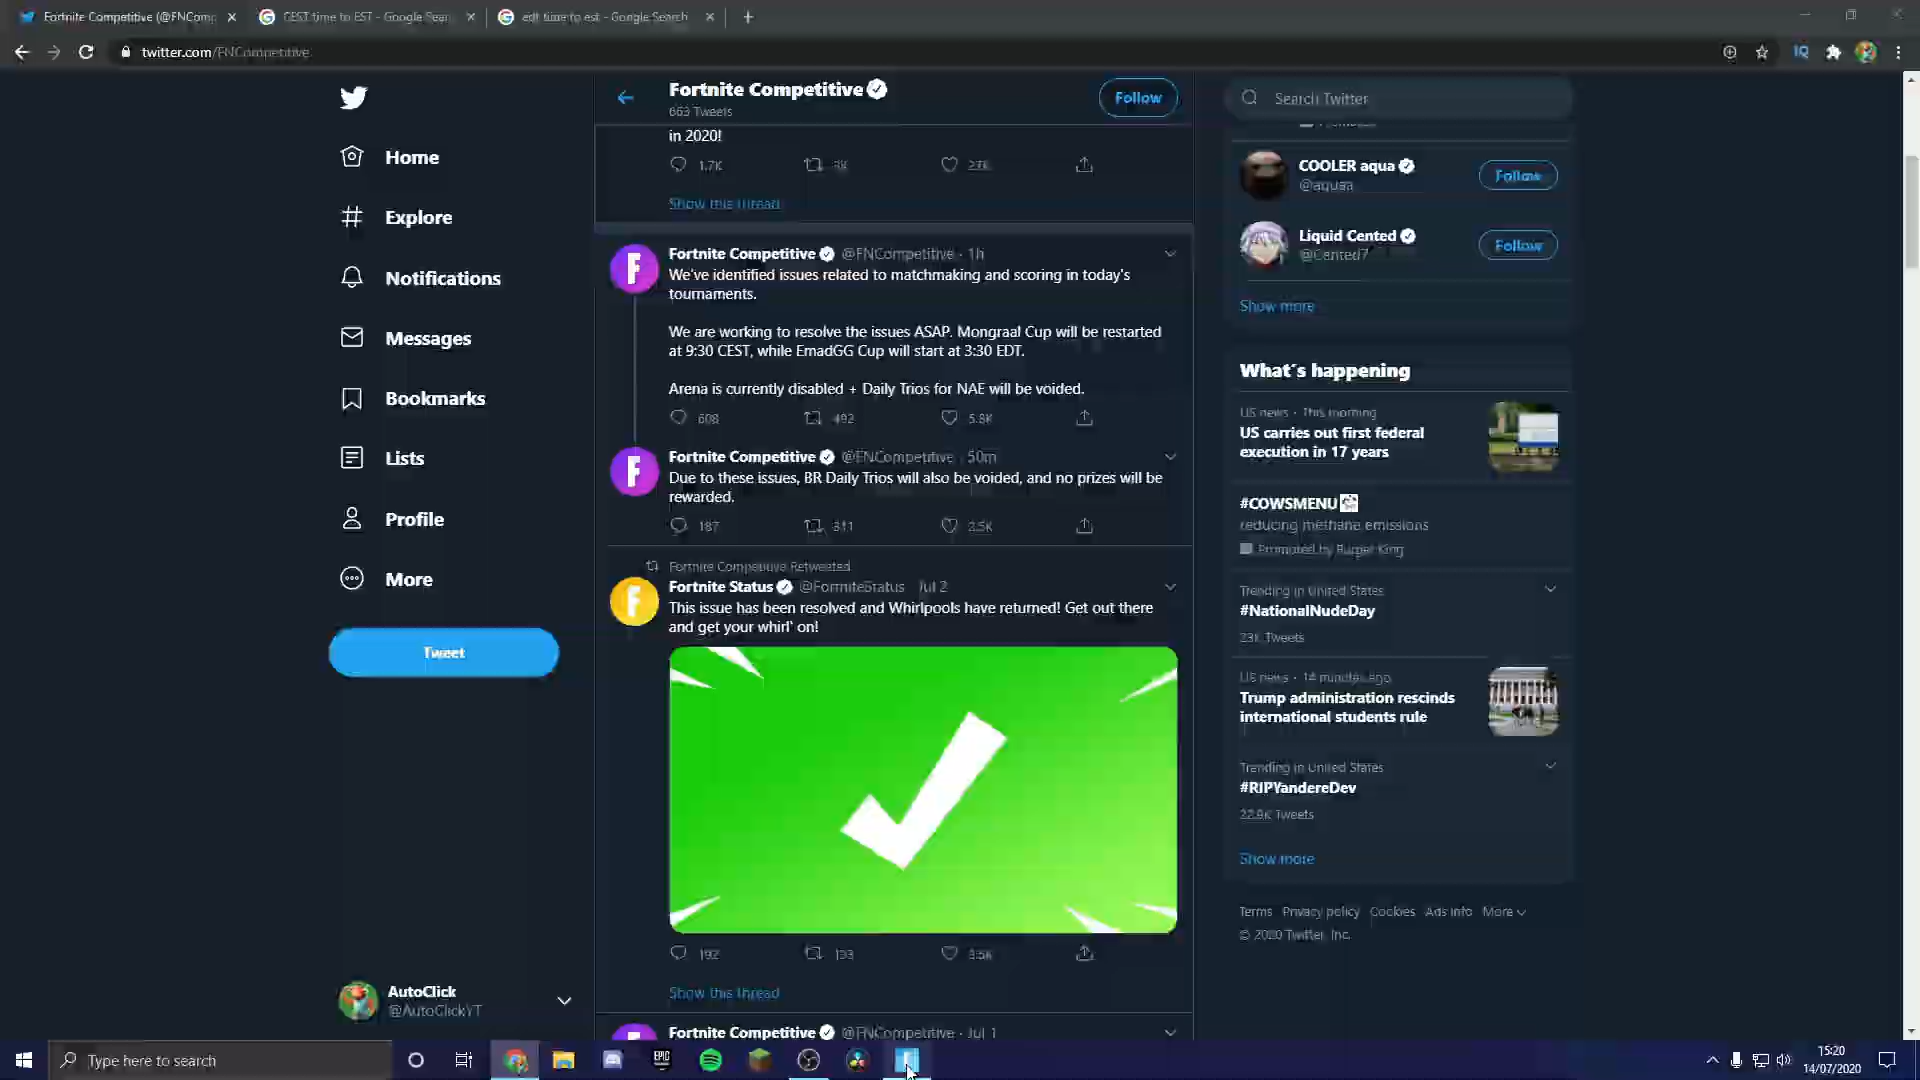 Fortnite Competitive (@FNComp
CEST time to EST - Google Sear
edt time to est - Google Search
twitter.com/FNCompetitive
Fortnite Competitive
663 Tweets
Follow
Search Twitter
in 2020!
1.7K
Show this thread
Home
Explore
Notifications
Messages
Bookmarks
Lists
Profile
More
Tweet
Fortnite Competitive @FNCompetitive · 1h
We've identified issues related to matchmaking and scoring in today's
tournaments.
We are working to resolve the issues ASAP. Mongraal Cup will be restarted
at 9:30 CEST, while EmadGG Cup will start at 3:30 EDT.
Arena is currently disabled + Daily Trios for NAE will be voided.
608 492 5.8K
Fortnite Competitive @FNCompetitive · 50m
Due to these issues, BR Daily Trios will also be voided, and no prizes will be
rewarded.
187 311 2.5K
Fortnite Competitive Retweeted
Fortnite Status @FortniteStatus · Jul 2
This issue has been resolved and Whirlpools have returned! Get out there
and get your whirl' on!
192 133 3.5K
Show this thread
Fortnite Competitive @FNCompetitive · Jul 1
COOLER aqua
@aquaa
Follow
Liquid Cented
@Cented7
Follow
Show more
What's happening
US news · This morning
US carries out first federal
execution in 17 years
#COWSMENU
reducing methane emissions
Promoted by Burger King
Trending in United States
#NationalNudeDay
23K Tweets
US news · 14 minutes ago
Trump administration rescinds
international students rule
Trending in United States
#RIPYandereDev
22.9K Tweets
Show more
Terms Privacy policy Cookies Ads info More
© 2020 Twitter, Inc.
AutoClick
@AutoClickYT
Type here to search
EPIC
15:20
14/07/2020